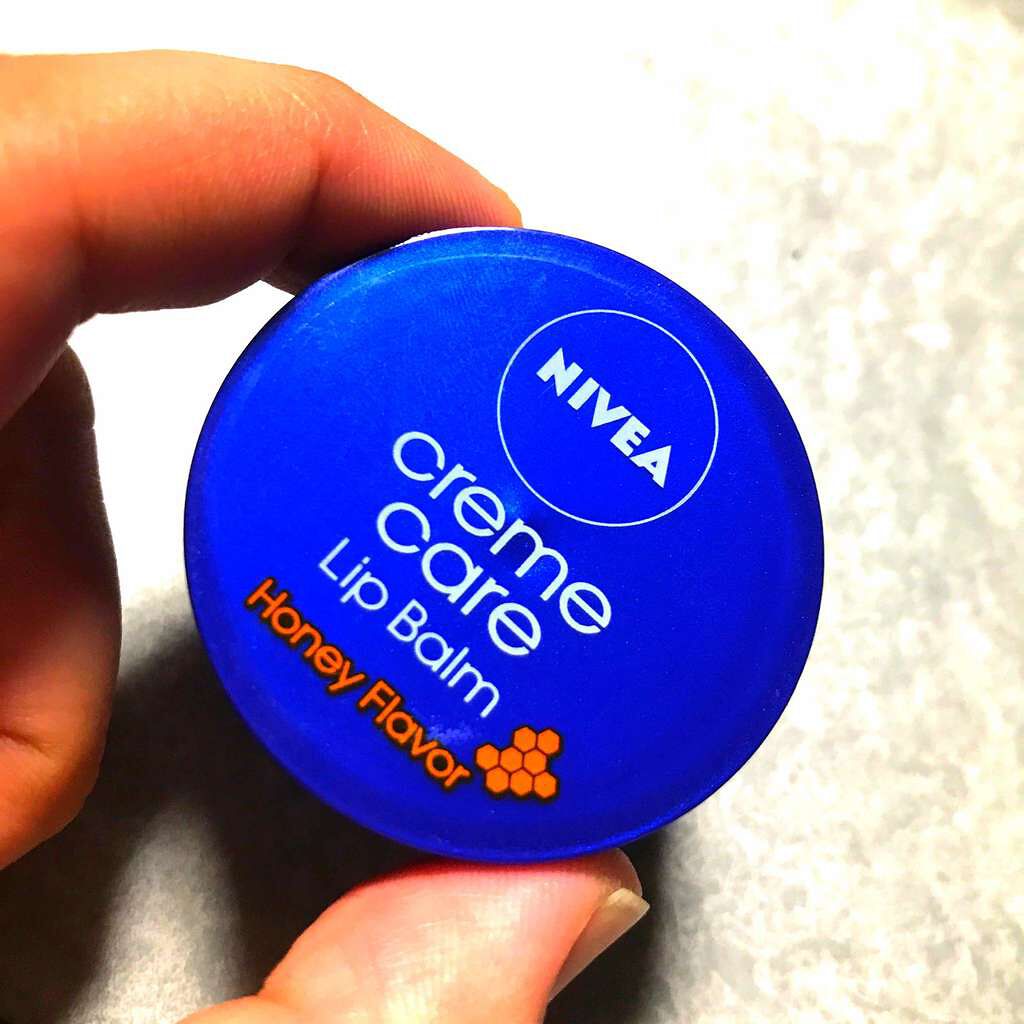 NIVEA
creme
care
Lip Balm
Honey Flavor